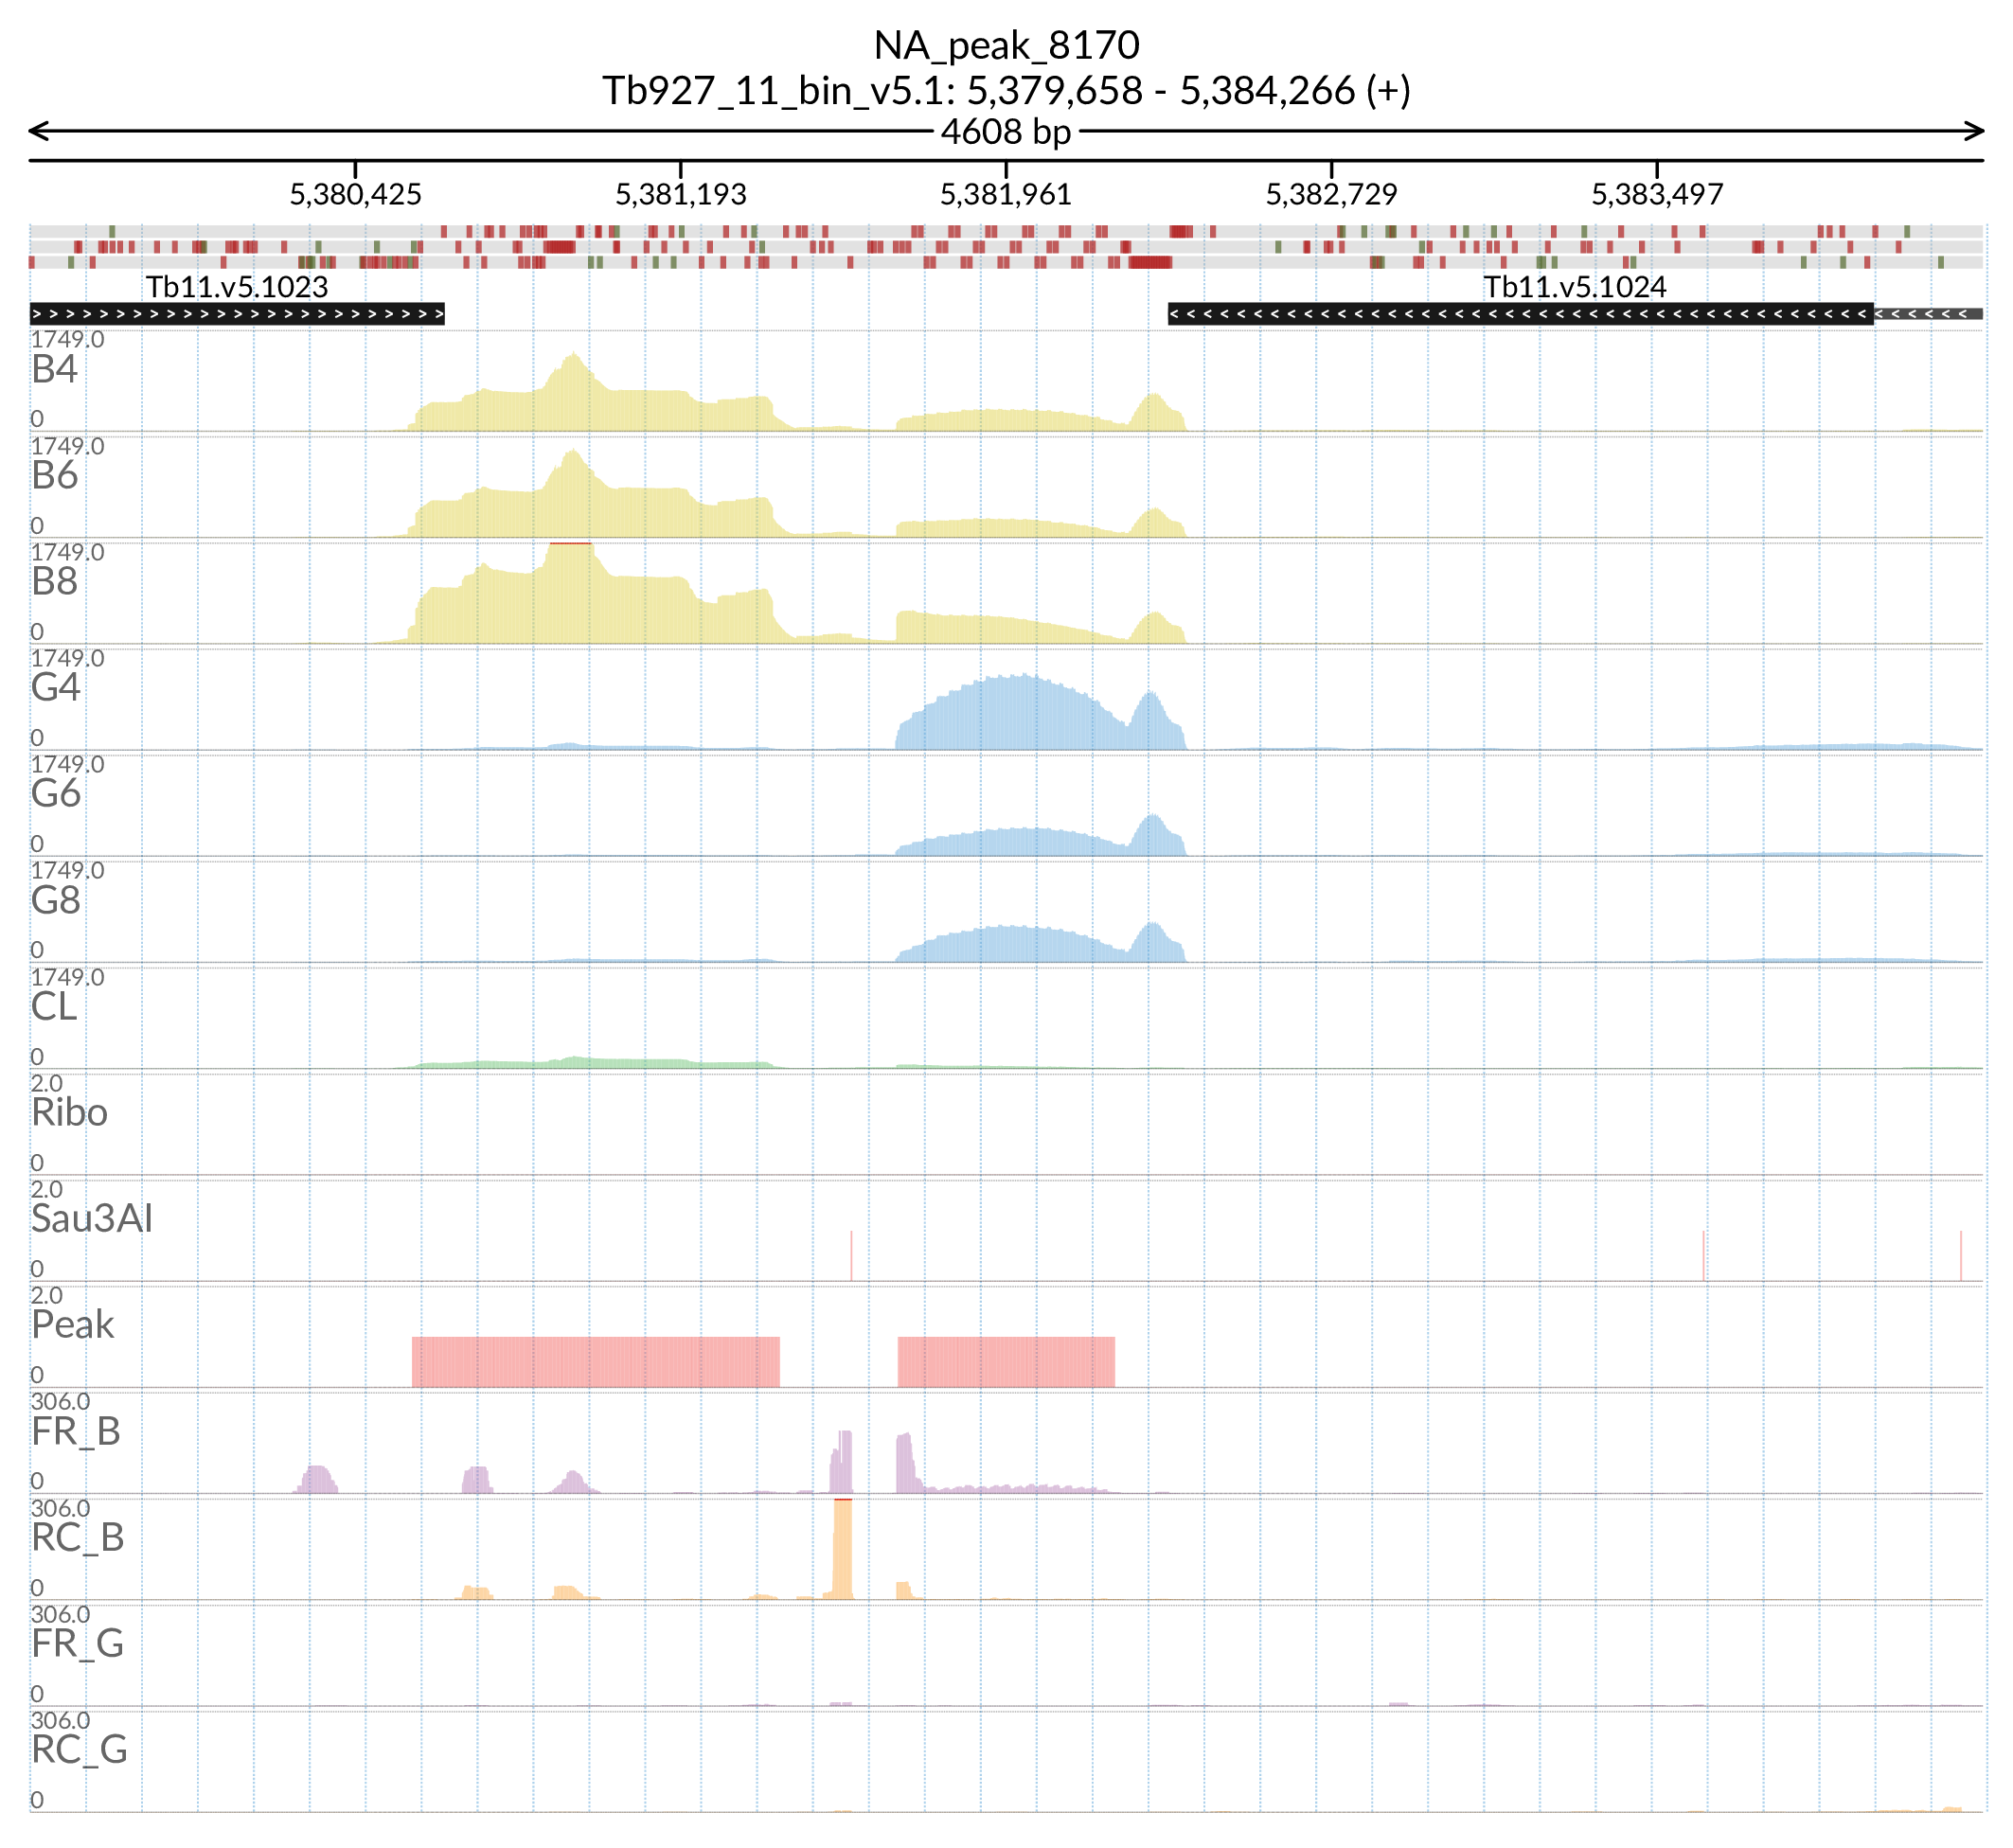 NA_peak_8170
Tb927_11_bin_v5.1: 5,379,658 - 5,384,266 (+)
4608 bp
5,380,425 5,381,193 5,381,961 5,382,729 5,383,497
Tb11.v5.1023 Tb11.v5.1024
1749.0
B4
0
1749.0
B6
0
1749.0
B8
0
1749.0
G4
0
1749.0
G6
0
1749.0
G8
0
1749.0
CL
0
2.0
Ribo
0
2.0
Sau3AI
0
2.0
Peak
0
306.0
FR_B
0
306.0
RC_B
0
306.0
FR_G
0
306.0
RC_G
0